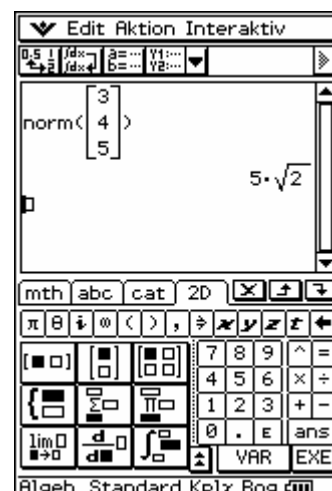 Edit Aktion Interaktiv
norm([3 4 5])
5·√2
mth abc cat 2D
π θ i ∞ ( ) , ⇒ x y z t ←
7 8 9 ^ =
4 5 6 × ÷
1 2 3 + −
0 . E ans
VAR EXE
lim
Σ Π
d
d
∫
Algeb Standard Kplx Bog